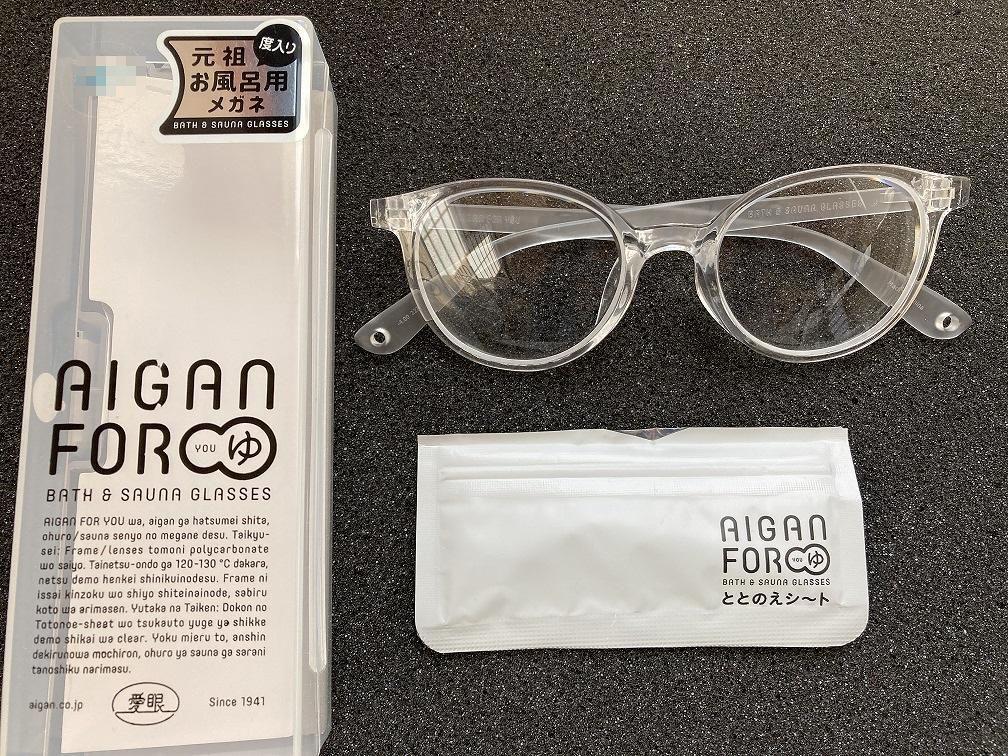 度入り
元祖
お風呂用
メガネ
BATH & SAUNA GLASSES
AIGAN
FOR YOU ゆ
BATH & SAUNA GLASSES
AIGAN FOR YOU wa, aigan ga hatsumei shita,
ohuro/sauna senyo no megane desu. Taikyu-
sei: Frame/lenses tomoni polycarbonate
wo saiyo. Tainetsu-ondo ga 120-130 °C dakara,
netsu demo henkei shinikuinodesu. Frame ni
issai kinzoku wo shiyo shiteinainode, sabiru
koto wa arimasen. Yutaka na Taiken: Dokon no
Totonoe-sheat wo tsukauto yuge ya shikke
demo shikai wa clear. Yoku mieru to, anshin
dekirunowa mochiron, ohuro ya sauna ga sarani
tanoshiku narimasu.
aigan.co.jp
愛眼
Since 1941
FOR YOU
BATH & SAUNA GLASSES
AIGAN
FOR YOU ゆ
BATH & SAUNA GLASSES
ととのえシ〜ト